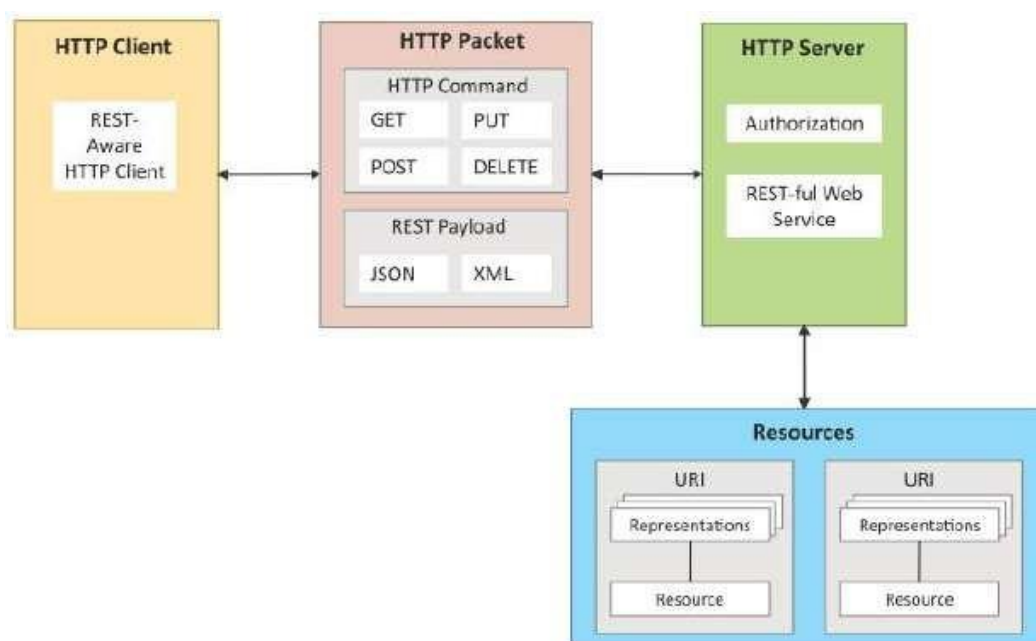 HTTP Client
REST-
Aware
HTTP Client
HTTP Packet
HTTP Command
GET
PUT
POST
DELETE
REST Payload
JSON
XML
HTTP Server
Authorization
REST-ful Web
Service
Resources
URI
Representations
Resource
URI
Representations
Resource